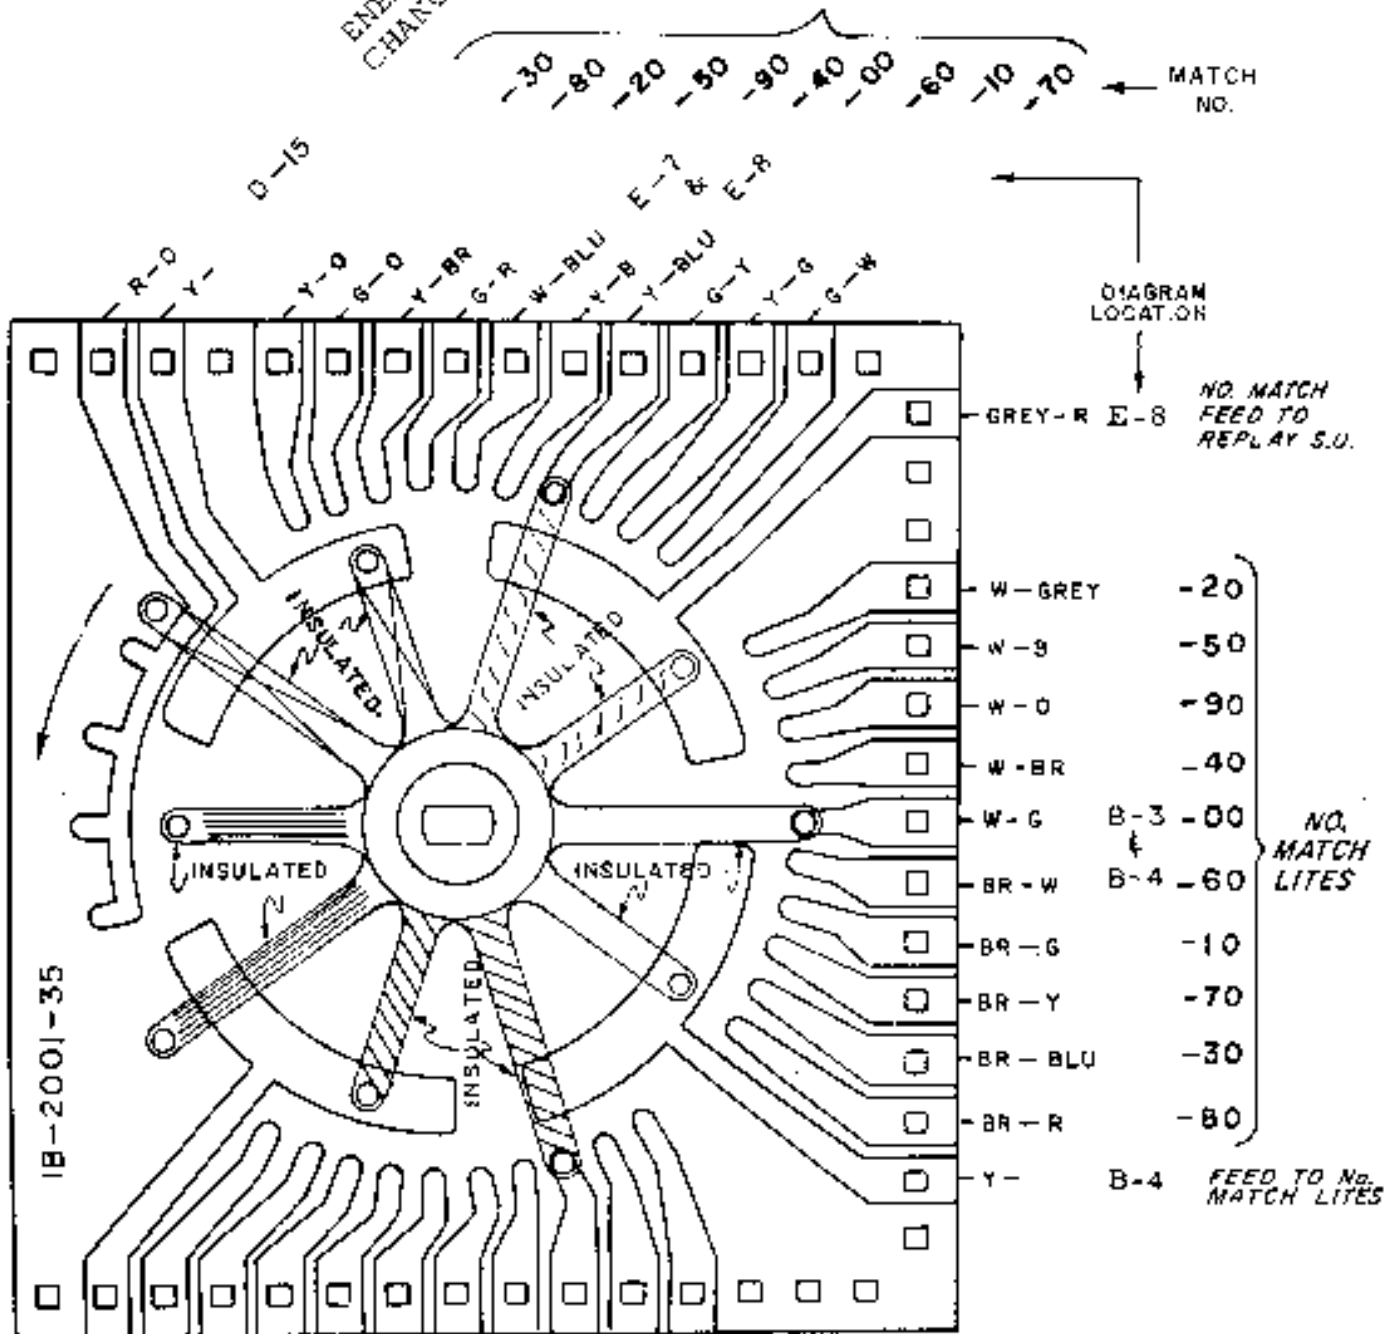 -30 -80 -20 -50 -90 -40 -00 -60 -10 -70
MATCH
NO.
D-15
E-7
&
E-8
R-O
Y-
Y-O
G-O
Y-BR
G-R
W-BLU
Y-B
Y-BLU
G-Y
Y-G
G-W
DIAGRAM
LOCATION
GREY-R E-8
NO. MATCH
FEED TO
REPLAY S.U.
W-GREY -20
W-B -50
W-O -90
W-BR -40
W-G B-3 -00
&
BR-W B-4 -60
BR-G -10
BR-Y -70
BR-BLU -30
BR-R -80
NO.
MATCH
LITES
Y- B-4
FEED TO No.
MATCH LITES
INSULATED.
INSULATED
INSULATED
INSULATED
INSULATED
1B-2001-35